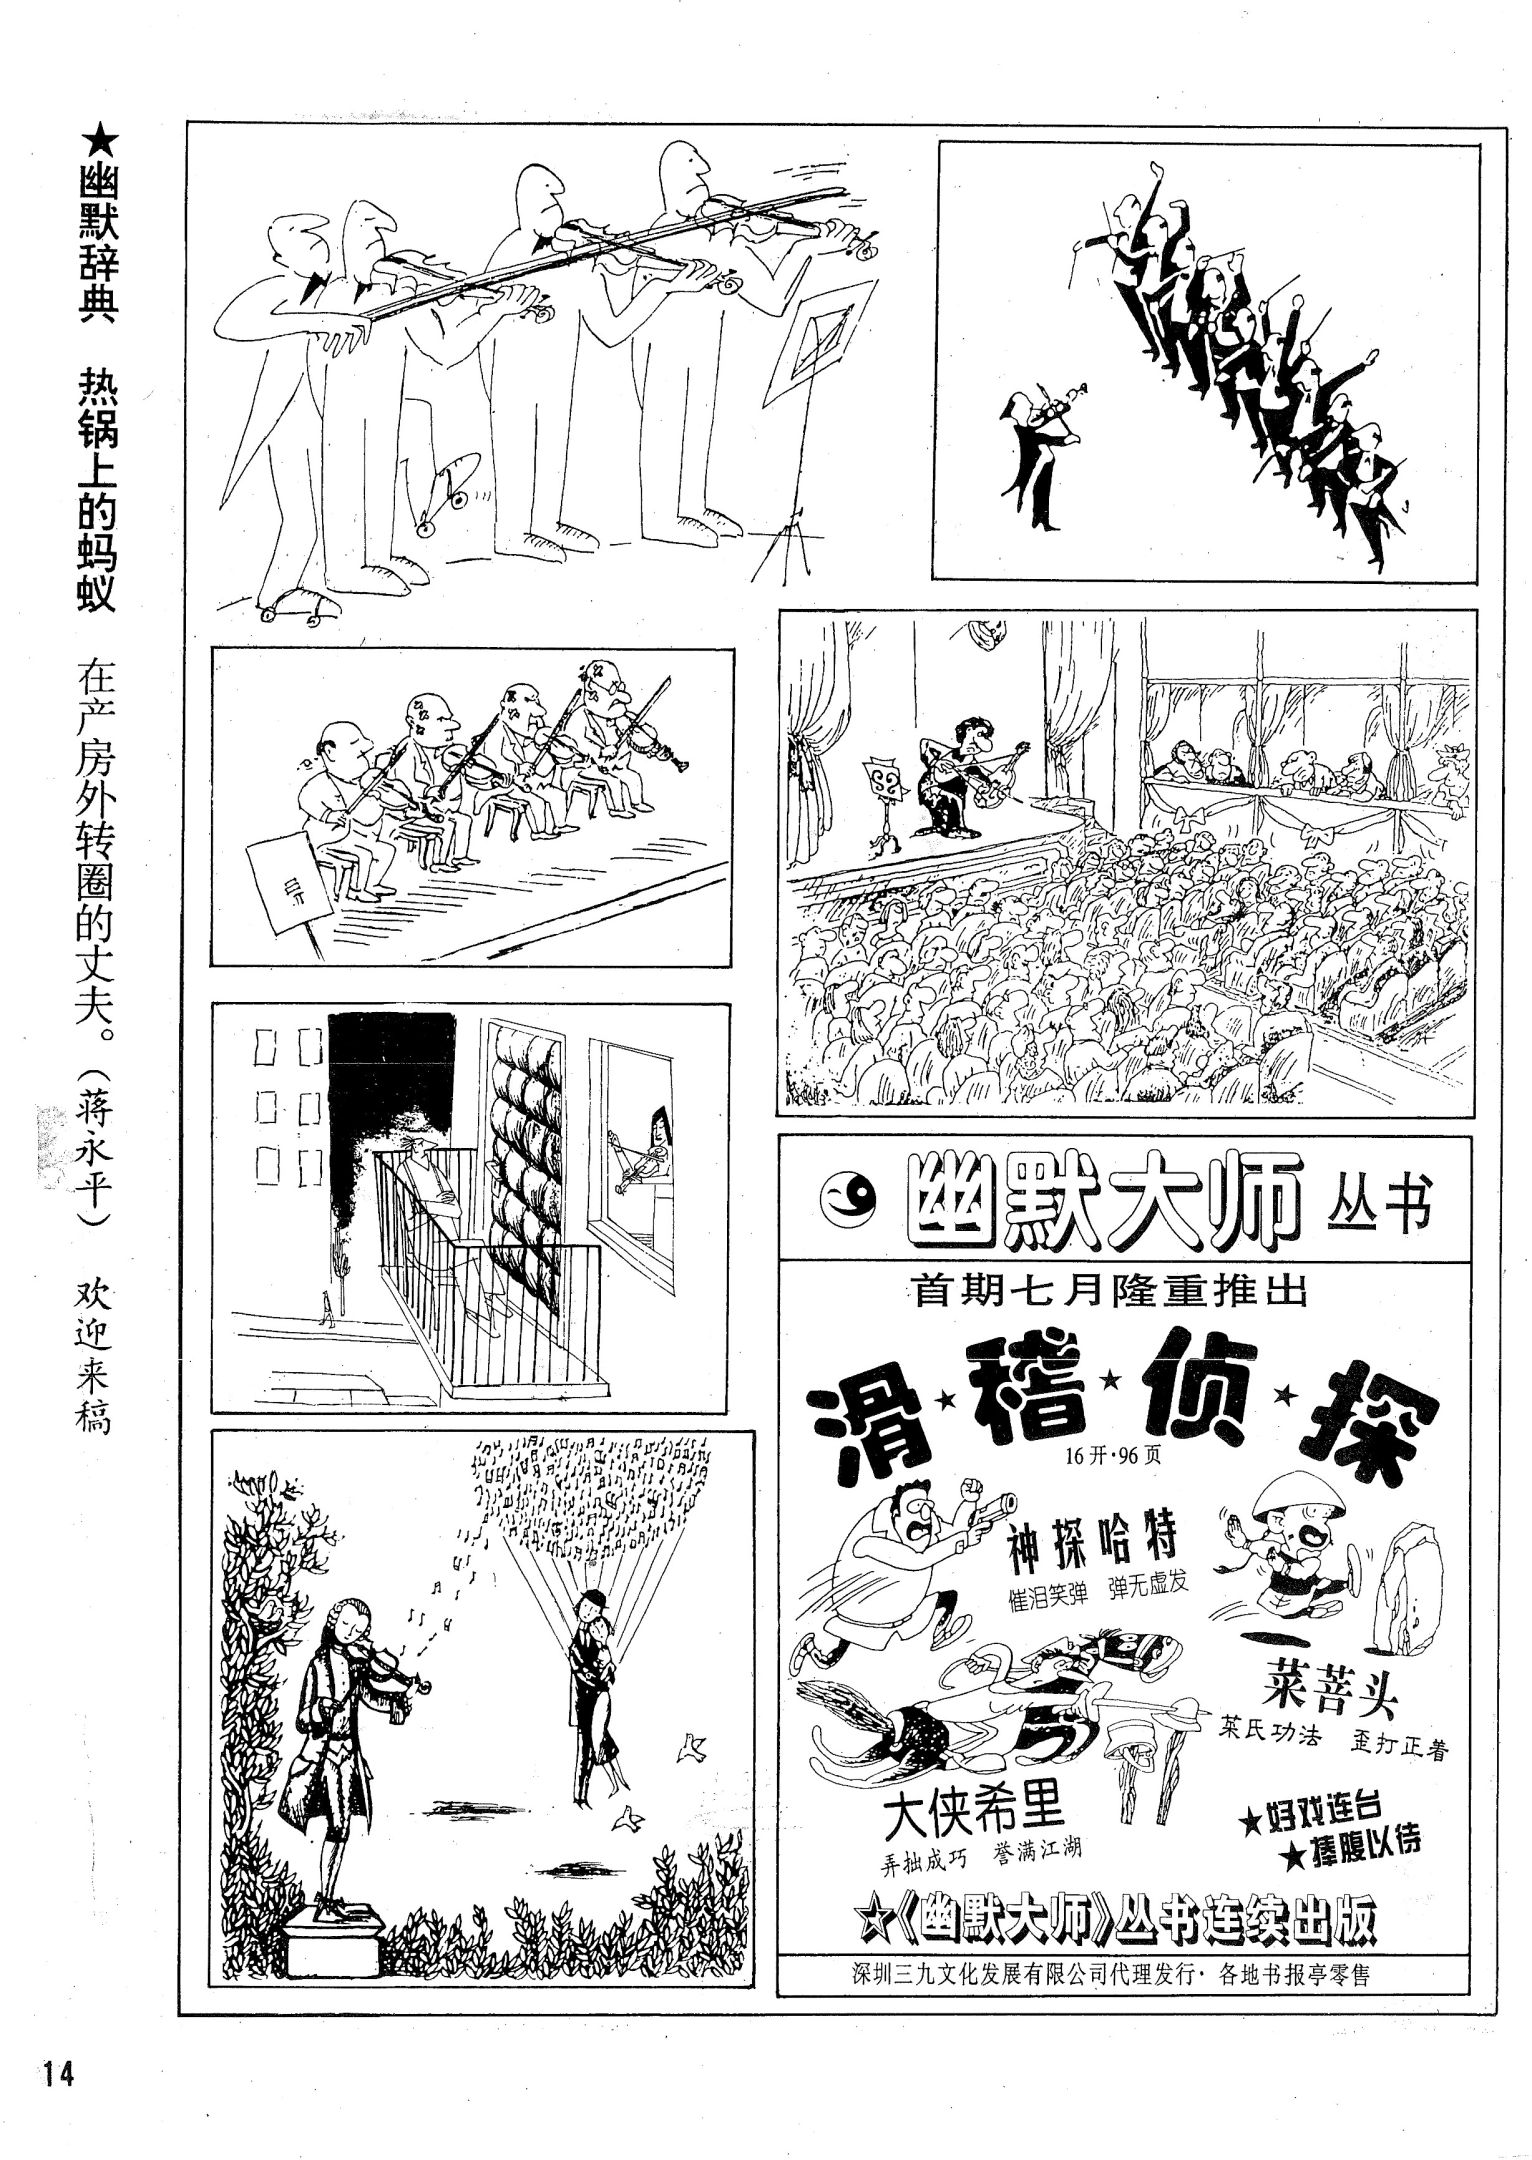 ★幽默辞典 热锅上的蚂蚁 在产房外转圈的丈夫。(蒋永平) 欢迎来稿
幽默大师 丛书
首期七月隆重推出
滑★稽★侦★探
16开·96页
神探哈特
催泪笑弹 弹无虚发
菜菩头
菜氏功法 歪打正着
大侠希里
弄拙成巧 誉满江湖
★好戏连台
★捧腹以待
☆《幽默大师》丛书连续出版
深圳三九文化发展有限公司代理发行·各地书报亭零售
14